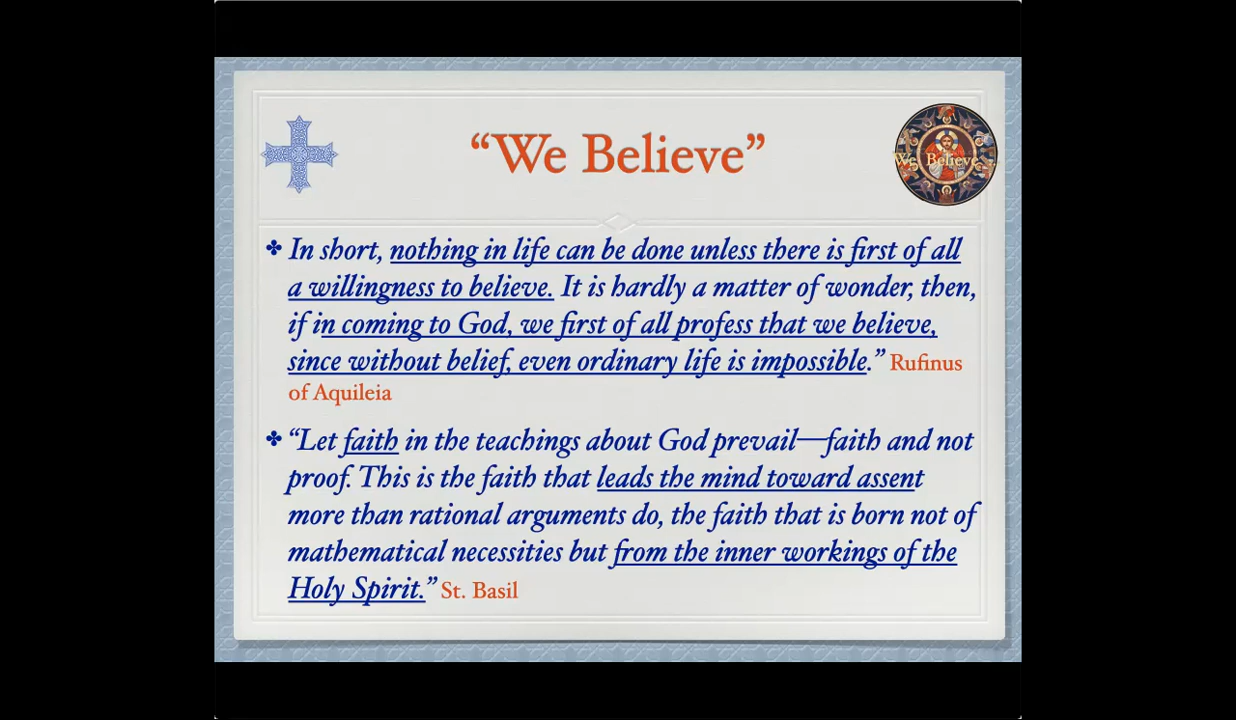 “We Believe”
We Believe
In short, nothing in life can be done unless there is first of all
a willingness to believe. It is hardly a matter of wonder, then,
if in coming to God, we first of all profess that we believe,
since without belief, even ordinary life is impossible.” Rufinus
of Aquileia
“Let faith in the teachings about God prevail—faith and not
proof. This is the faith that leads the mind toward assent
more than rational arguments do, the faith that is born not of
mathematical necessities but from the inner workings of the
Holy Spirit.” St. Basil